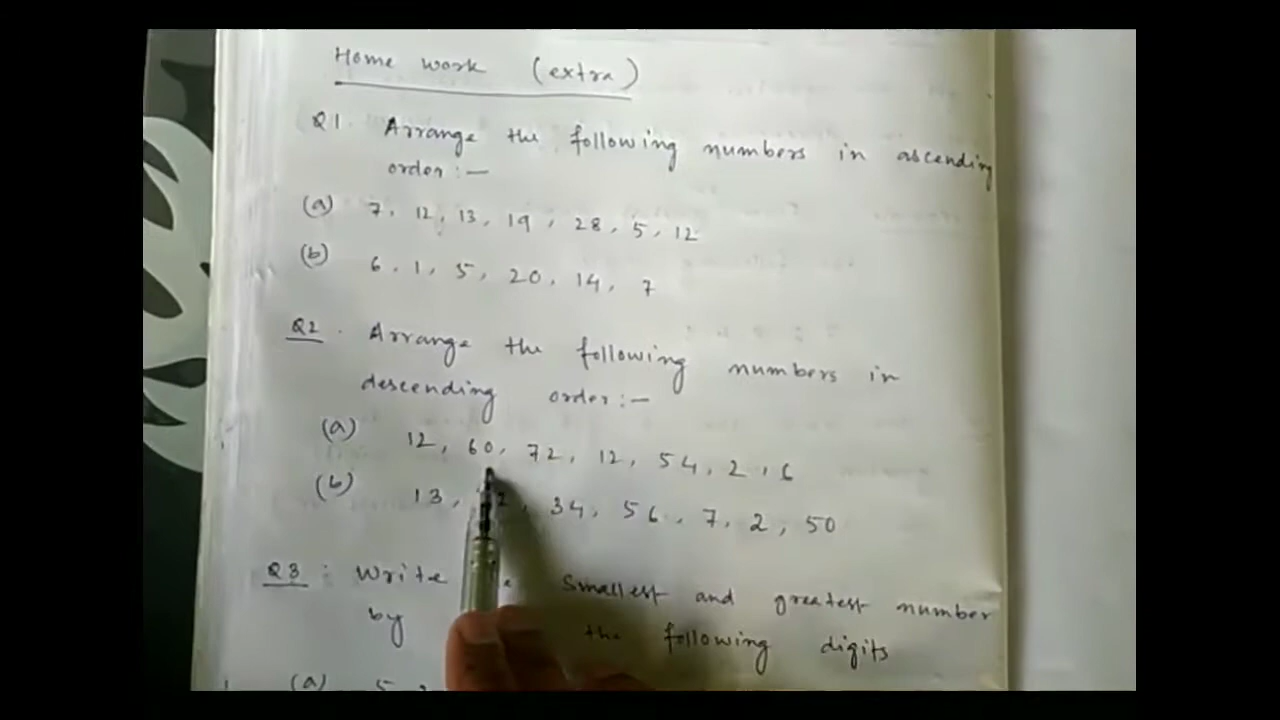 Home work (extra)
Q1. Arrange the following numbers in ascending
order :—
(a) 7, 12, 13, 19, 28, 5, 12
(b) 6, 1, 5, 20, 14, 7
Q2. Arrange the following numbers in
descending order :—
(a) 12, 60, 72, 12, 54, 2, 6
(b) 13, 34, 56, 7, 2, 50
Q3: Write smallest and greatest number
by the following digits
(a) 5